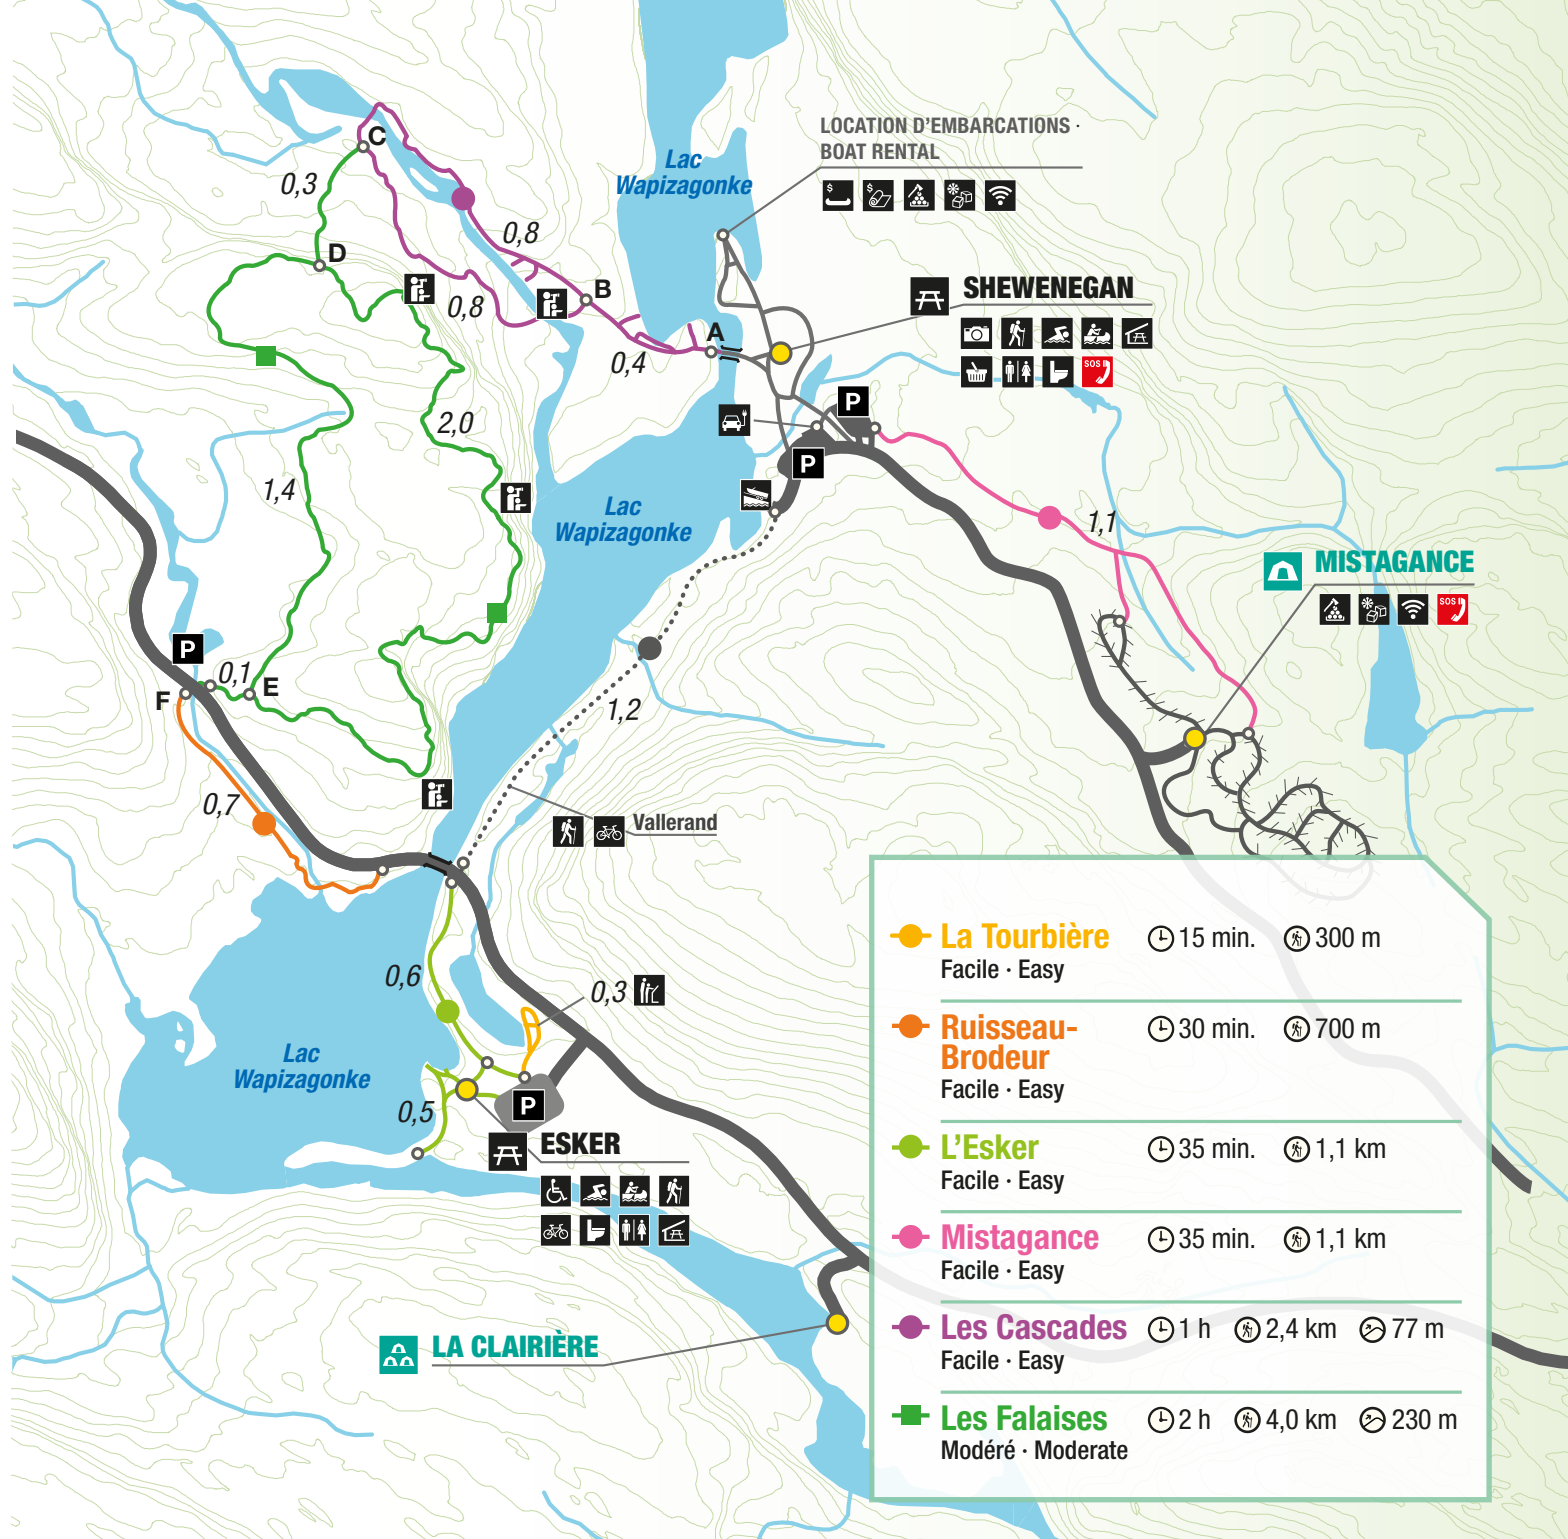 LOCATION D'EMBARCATIONS ·
BOAT RENTAL
$
$
Lac
Wapizagonke
C
0,3
D
0,8
B
0,8
A
0,4
SHEWENEGAN
SOS
P
P
2,0
1,4
Lac
Wapizagonke
1,1
MISTAGANCE
SOS
P
0,1
E
F
1,2
0,7
Vallerand
0,6
0,3
Lac
Wapizagonke
0,5
P
ESKER
LA CLAIRIÈRE
La Tourbière 15 min. 300 m
Facile · Easy
Ruisseau- 30 min. 700 m
Brodeur
Facile · Easy
L'Esker 35 min. 1,1 km
Facile · Easy
Mistagance 35 min. 1,1 km
Facile · Easy
Les Cascades 1 h 2,4 km 77 m
Facile · Easy
Les Falaises 2 h 4,0 km 230 m
Modéré · Moderate